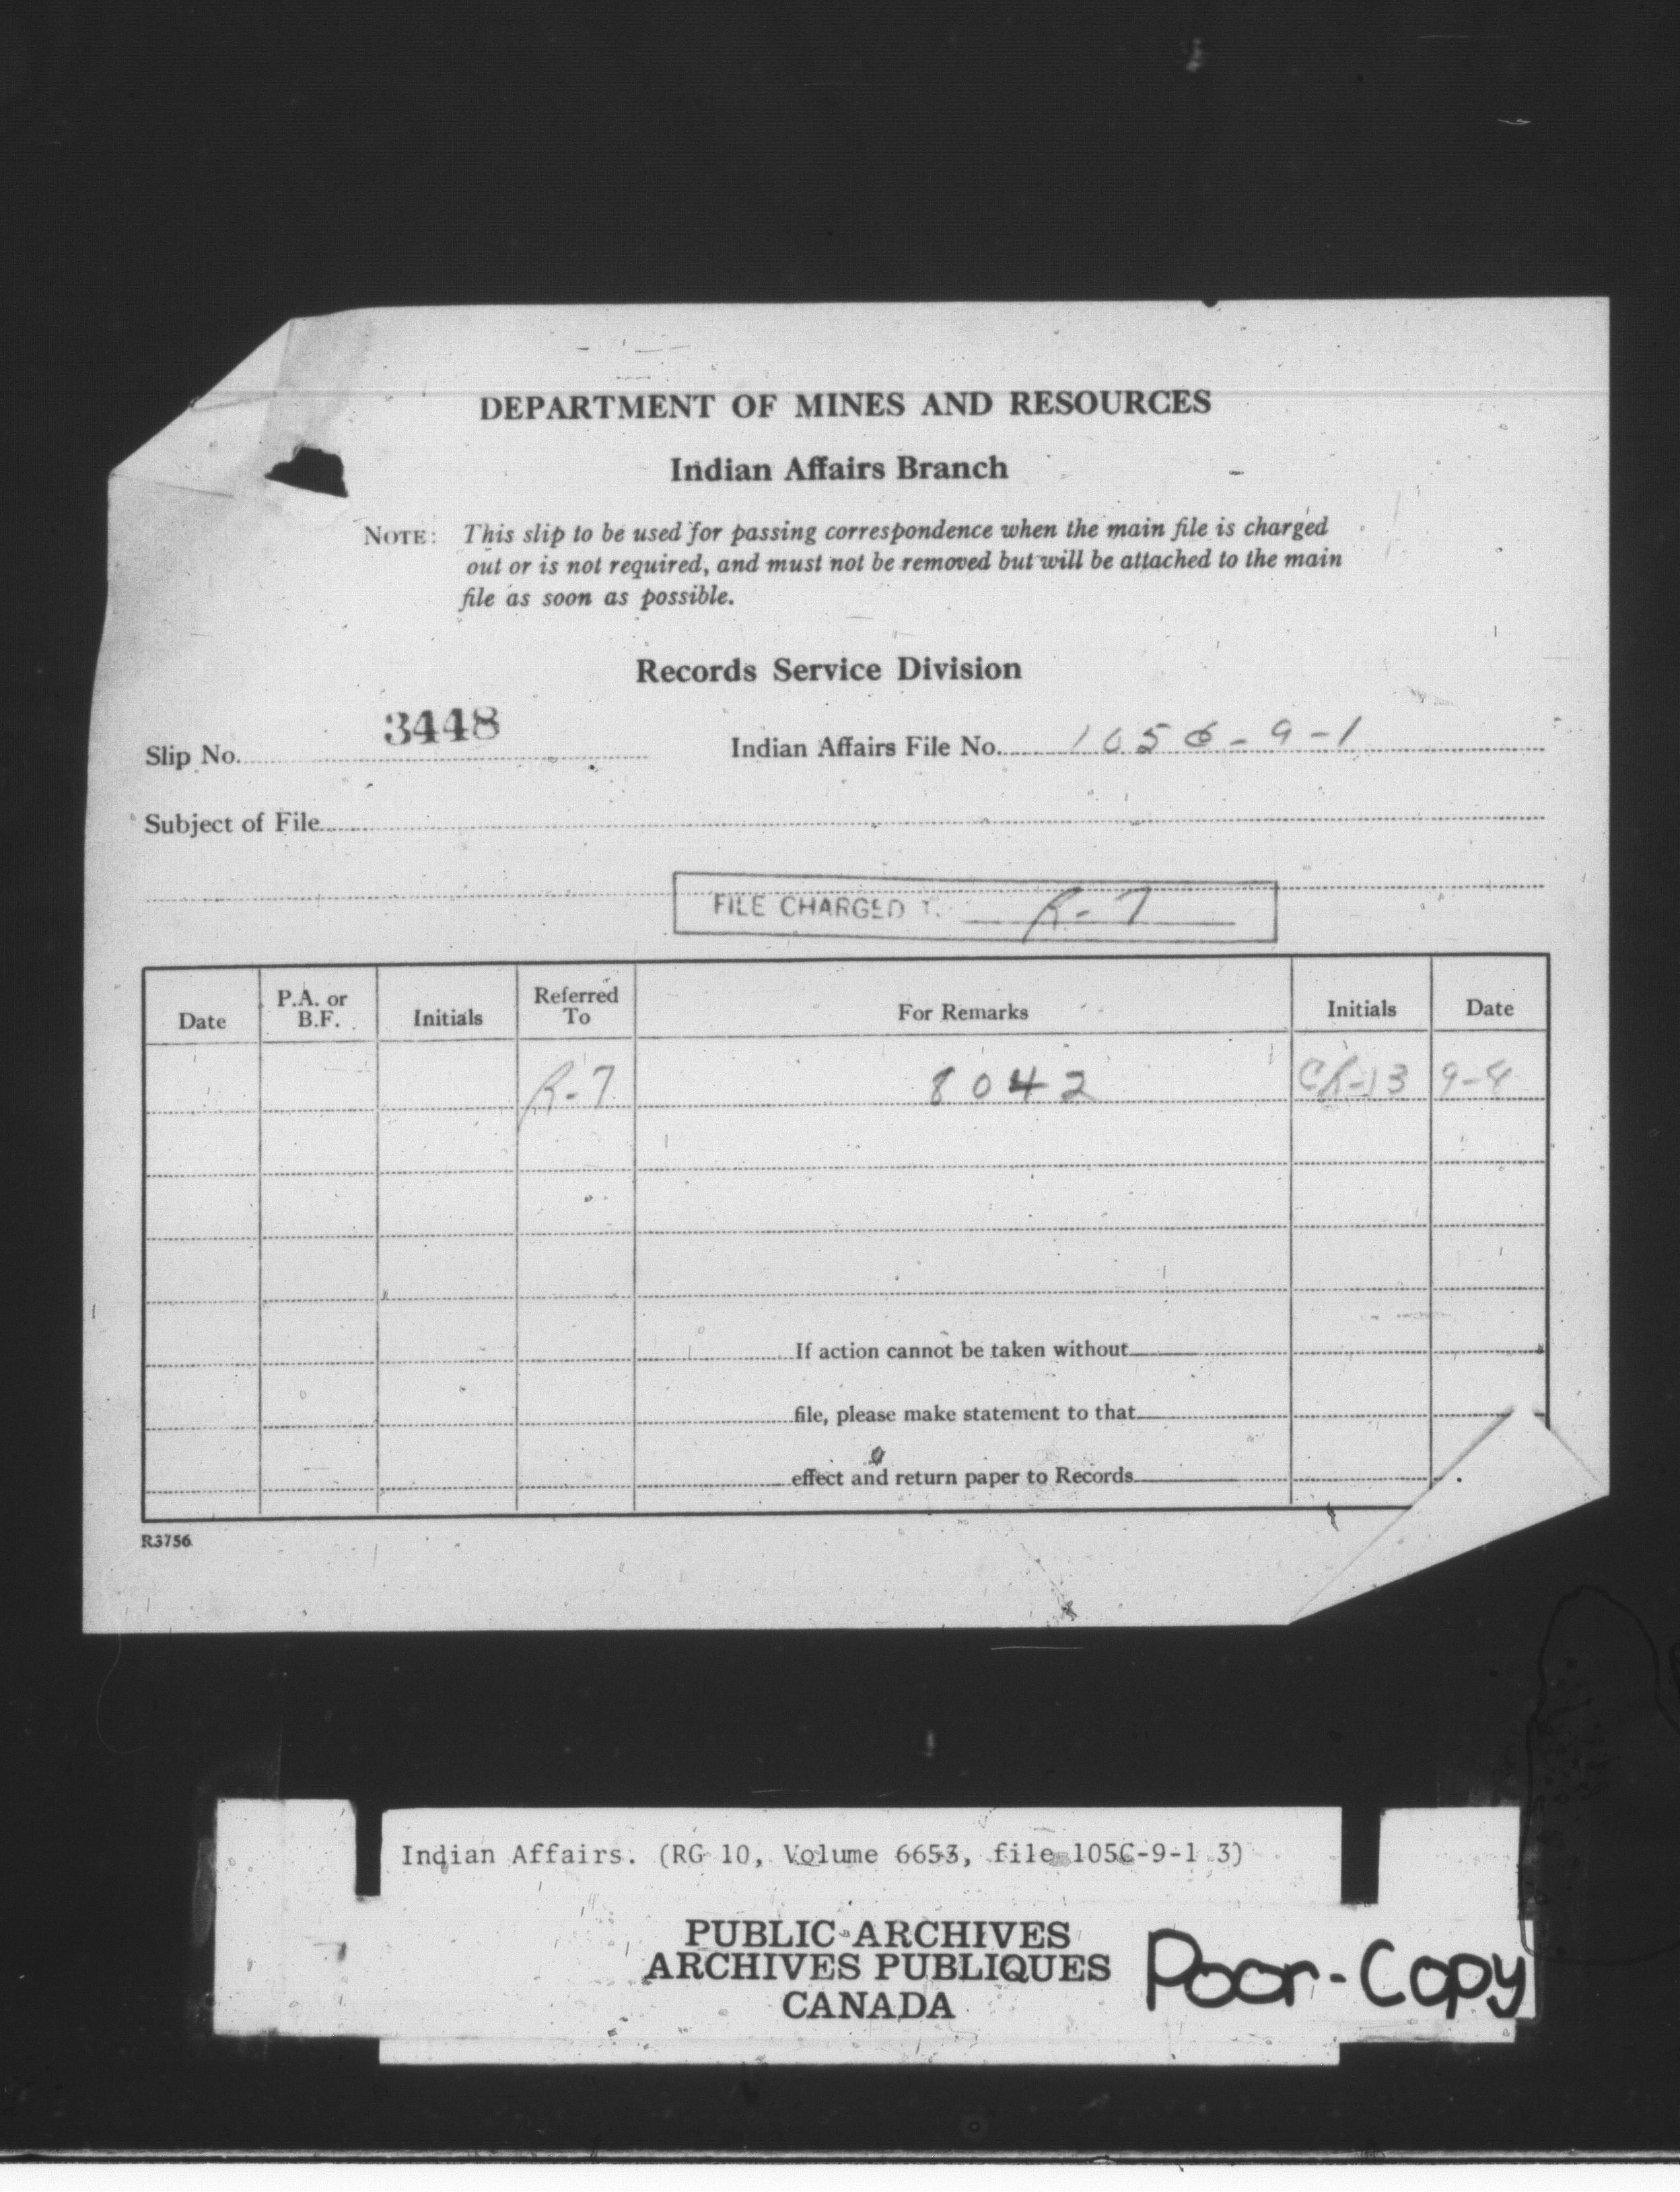 DEPARTMENT OF MINES AND RESOURCES
Indian Affairs Branch
NOTE: This slip to be used for passing correspondence when the main file is charged
out or is not required, and must not be removed but will be attached to the main
file as soon as possible.
Records Service Division
Slip No. 3448 Indian Affairs File No. 1056-9-1
Subject of File
FILE CHARGED T. R-7
Date P.A. or B.F. Initials Referred To For Remarks Initials Date
R-7 8042 CR-13 9-4
If action cannot be taken without
file, please make statement to that
effect and return paper to Records
R3756
Indian Affairs. (RG 10, Volume 6653, file 105C-9-1 3)
PUBLIC ARCHIVES
ARCHIVES PUBLIQUES
CANADA
Poor-Copy